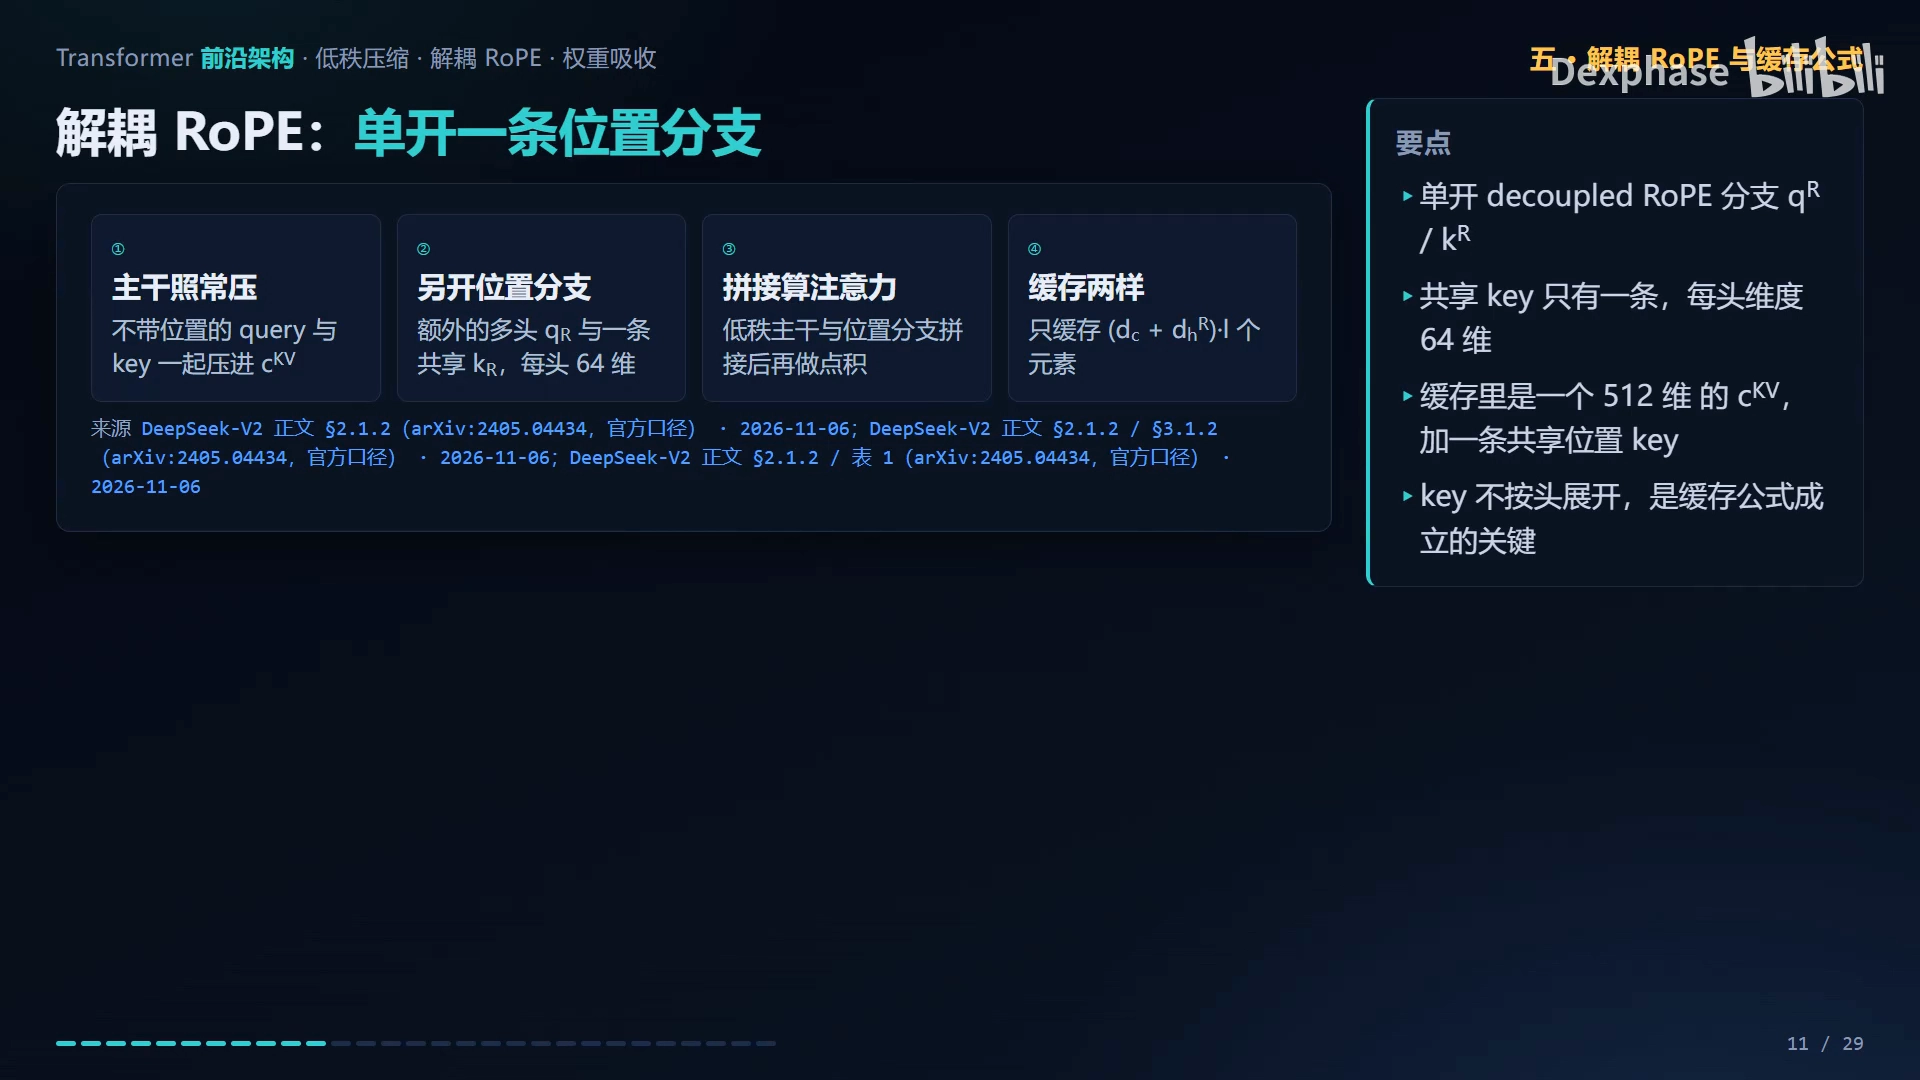 Transformer 前沿架构 · 低秩压缩 · 解耦 RoPE · 权重吸收
五 · 解耦 RoPE 与缓存公式
Dexphase bilibili
解耦 RoPE：单开一条位置分支
①
主干照常压
不带位置的 query 与
key 一起压进 cᴷⱽ
②
另开位置分支
额外的多头 q_R 与一条
共享 k_R，每头 64 维
③
拼接算注意力
低秩主干与位置分支拼
接后再做点积
④
缓存两样
只缓存 (d_c + d_h^R)·l 个
元素
来源 DeepSeek-V2 正文 §2.1.2（arXiv:2405.04434，官方口径） · 2026-11-06；DeepSeek-V2 正文 §2.1.2 / §3.1.2
（arXiv:2405.04434，官方口径） · 2026-11-06；DeepSeek-V2 正文 §2.1.2 / 表 1（arXiv:2405.04434，官方口径） ·
2026-11-06
要点
▸ 单开 decoupled RoPE 分支 q^R
/ k^R
▸ 共享 key 只有一条，每头维度
64 维
▸ 缓存里是一个 512 维 的 cᴷⱽ，
加一条共享位置 key
▸ key 不按头展开，是缓存公式成
立的关键
11 / 29